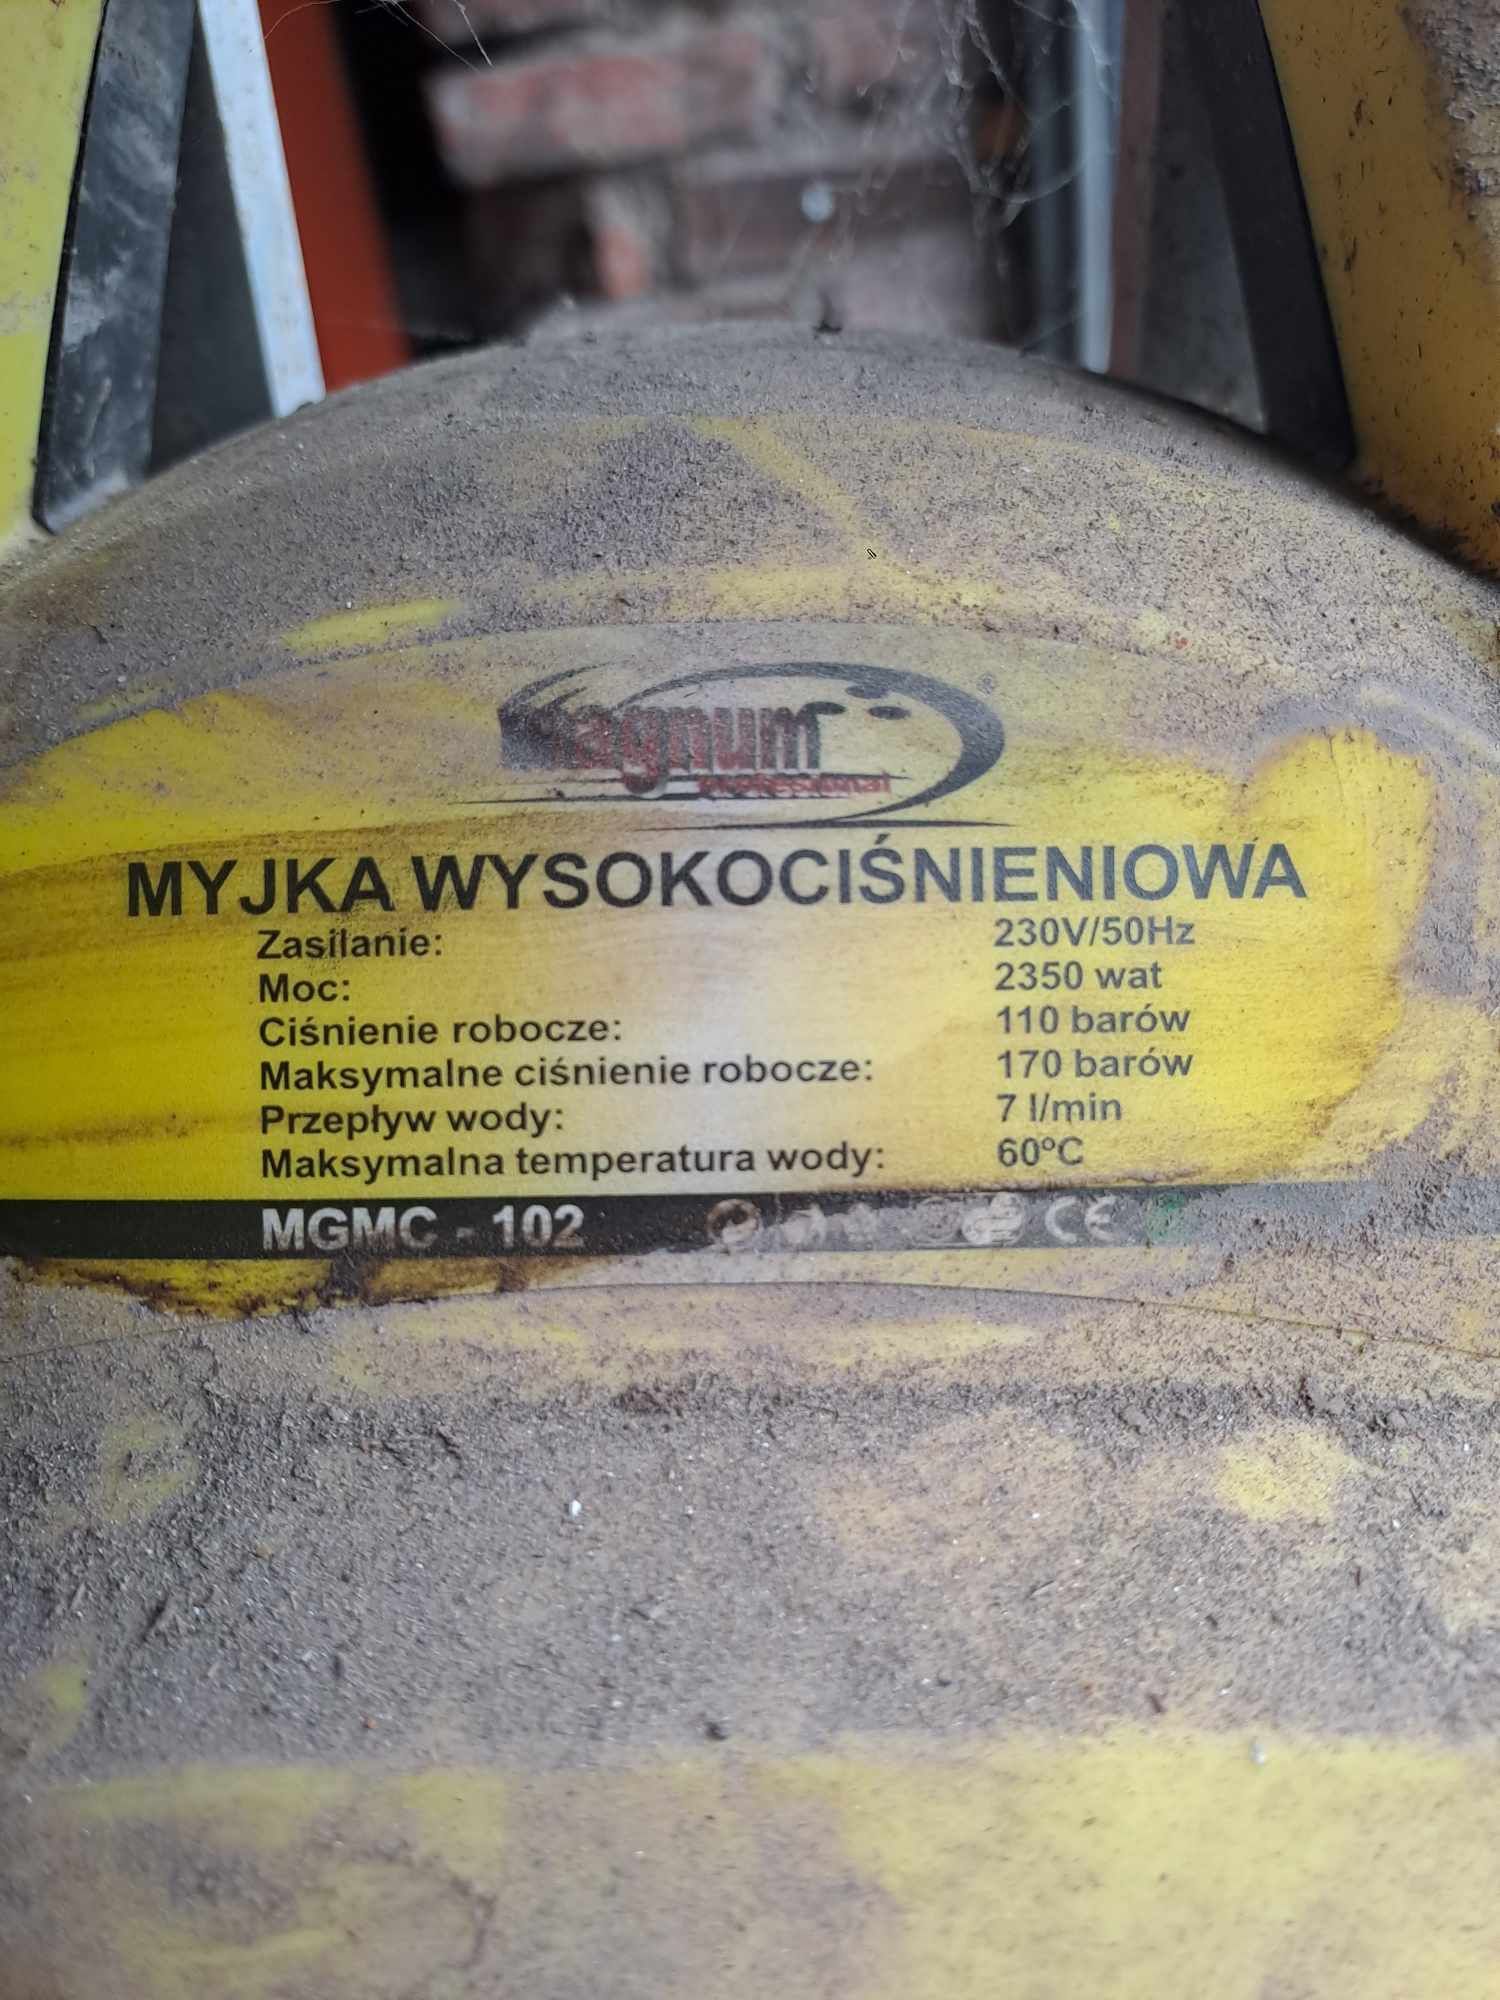 magnum ®
professional
MYJKA WYSOKOCIŚNIENIOWA
Zasilanie: 230V/50Hz
Moc: 2350 wat
Ciśnienie robocze: 110 barów
Maksymalne ciśnienie robocze: 170 barów
Przepływ wody: 7 l/min
Maksymalna temperatura wody: 60°C
MGMC - 102 CE